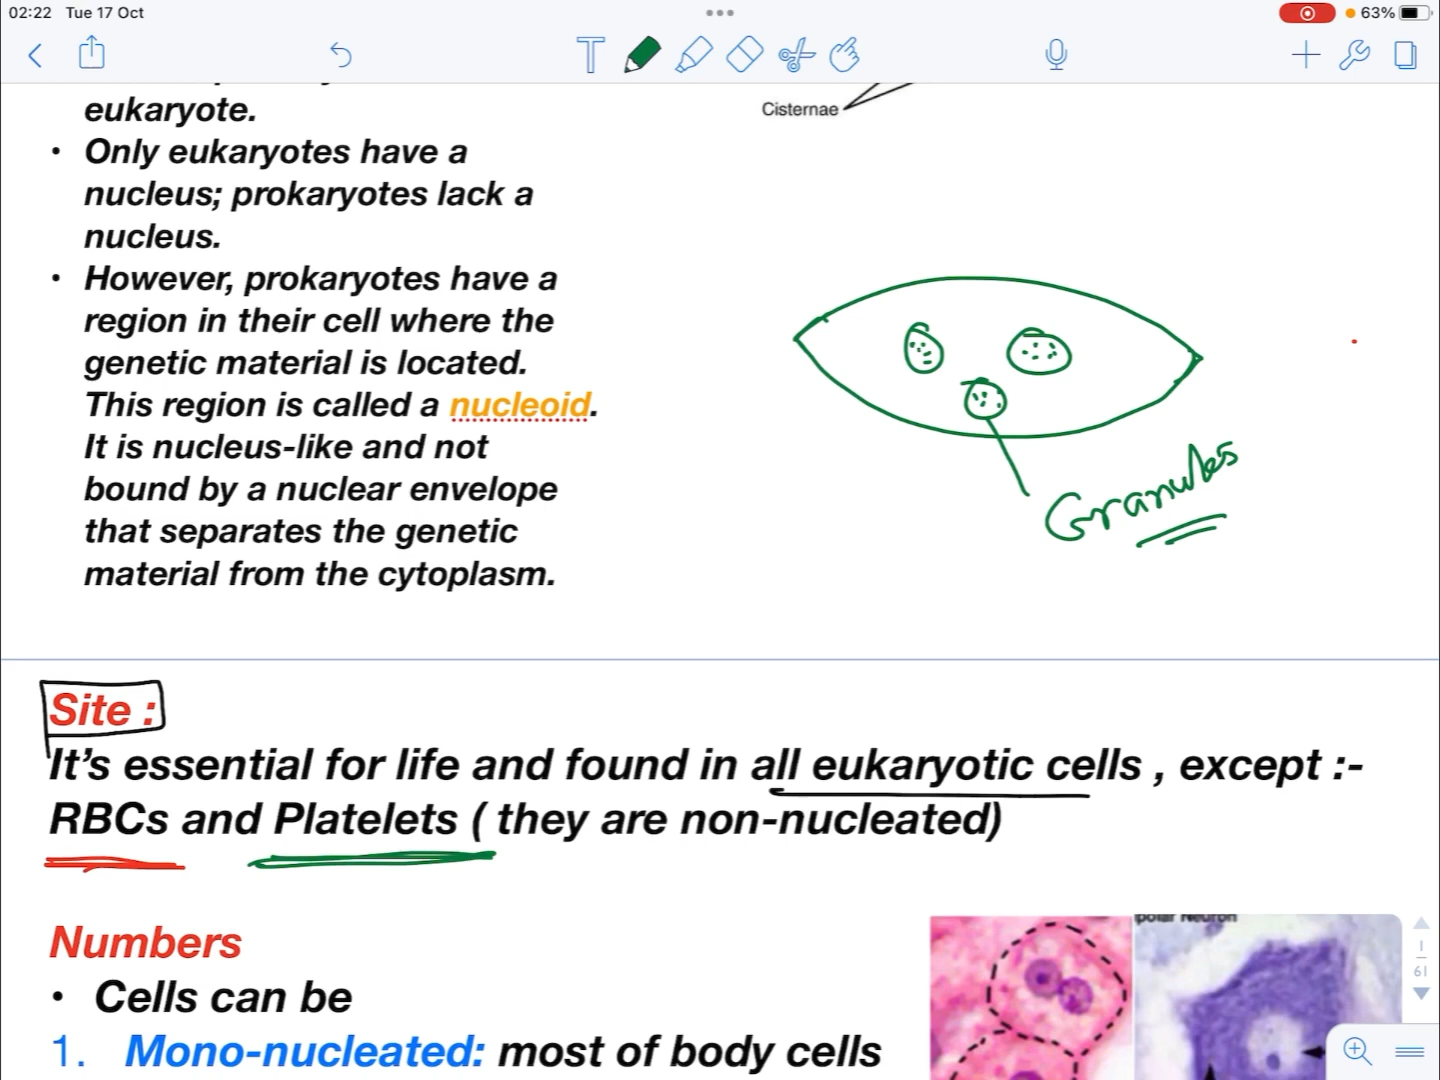 02:22 Tue 17 Oct
63%
T
Cisternae
eukaryote.
• Only eukaryotes have a
nucleus; prokaryotes lack a
nucleus.
• However, prokaryotes have a
region in their cell where the
genetic material is located.
This region is called a nucleoid.
It is nucleus-like and not
bound by a nuclear envelope
that separates the genetic
material from the cytoplasm.
Granules
Site :
It’s essential for life and found in all eukaryotic cells , except :-
RBCs and Platelets ( they are non-nucleated)
Numbers
• Cells can be
1. Mono-nucleated: most of body cells
polar Neuron
1
61